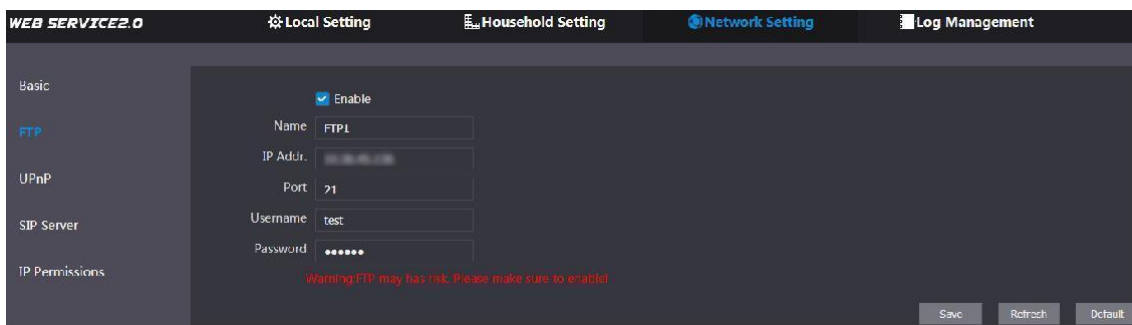 WEB SERVICE2.0 Local Setting Household Setting Network Setting Log Management
Basic
Enable
FTP
Name FTP1
IP Addr.
UPnP
Port 21
SIP Server
Username test
Password ••••••
IP Permissions
Warning:FTP may has risk. Please make sure to enable!
Save Refresh Default